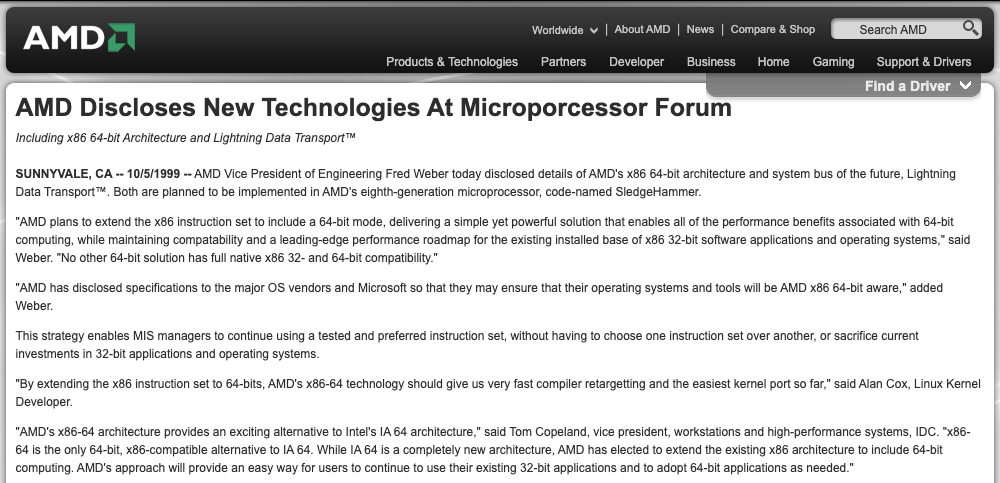 AMD
Worldwide | About AMD | News | Compare & Shop
Search AMD
Products & Technologies Partners Developer Business Home Gaming Support & Drivers
Find a Driver
AMD Discloses New Technologies At Microporcessor Forum
Including x86 64-bit Architecture and Lightning Data Transport™
SUNNYVALE, CA -- 10/5/1999 -- AMD Vice President of Engineering Fred Weber today disclosed details of AMD's x86 64-bit architecture and system bus of the future, Lightning
Data Transport™. Both are planned to be implemented in AMD's eighth-generation microprocessor, code-named SledgeHammer.
"AMD plans to extend the x86 instruction set to include a 64-bit mode, delivering a simple yet powerful solution that enables all of the performance benefits associated with 64-bit
computing, while maintaining compatability and a leading-edge performance roadmap for the existing installed base of x86 32-bit software applications and operating systems," said
Weber. "No other 64-bit solution has full native x86 32- and 64-bit compatibility."
"AMD has disclosed specifications to the major OS vendors and Microsoft so that they may ensure that their operating systems and tools will be AMD x86 64-bit aware," added
Weber.
This strategy enables MIS managers to continue using a tested and preferred instruction set, without having to choose one instruction set over another, or sacrifice current
investments in 32-bit applications and operating systems.
"By extending the x86 instruction set to 64-bits, AMD's x86-64 technology should give us very fast compiler retargetting and the easiest kernel port so far," said Alan Cox, Linux Kernel
Developer.
"AMD's x86-64 architecture provides an exciting alternative to Intel's IA 64 architecture," said Tom Copeland, vice president, workstations and high-performance systems, IDC. "x86-
64 is the only 64-bit, x86-compatible alternative to IA 64. While IA 64 is a completely new architecture, AMD has elected to extend the existing x86 architecture to include 64-bit
computing. AMD's approach will provide an easy way for users to continue to use their existing 32-bit applications and to adopt 64-bit applications as needed."